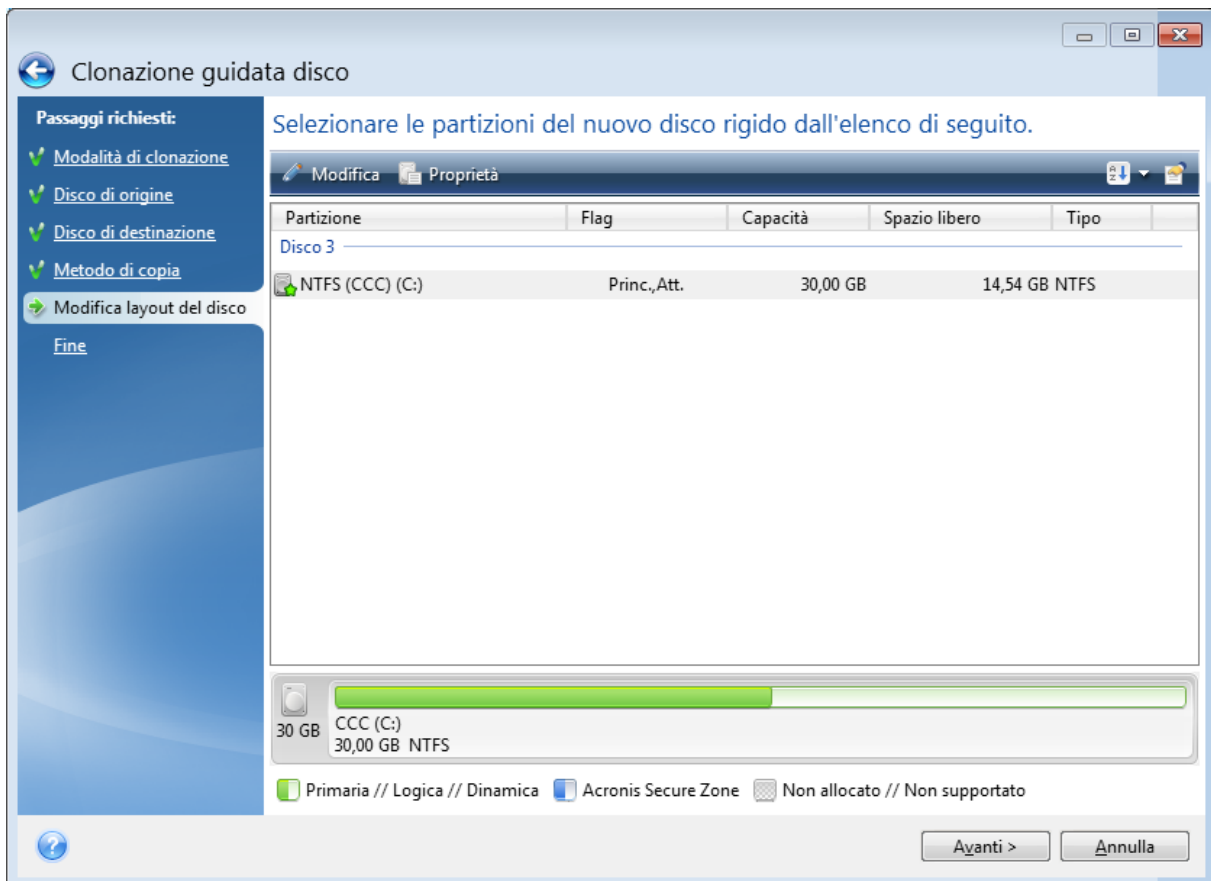 Clonazione guidata disco
Passaggi richiesti:
Modalità di clonazione
Disco di origine
Disco di destinazione
Metodo di copia
Modifica layout del disco
Fine
Selezionare le partizioni del nuovo disco rigido dall'elenco di seguito.
Modifica Proprietà
Partizione Flag Capacità Spazio libero Tipo
Disco 3
NTFS (CCC) (C:) Princ.,Att. 30,00 GB 14,54 GB NTFS
30 GB
CCC (C:)
30,00 GB NTFS
Primaria // Logica // Dinamica Acronis Secure Zone Non allocato // Non supportato
Avanti > Annulla